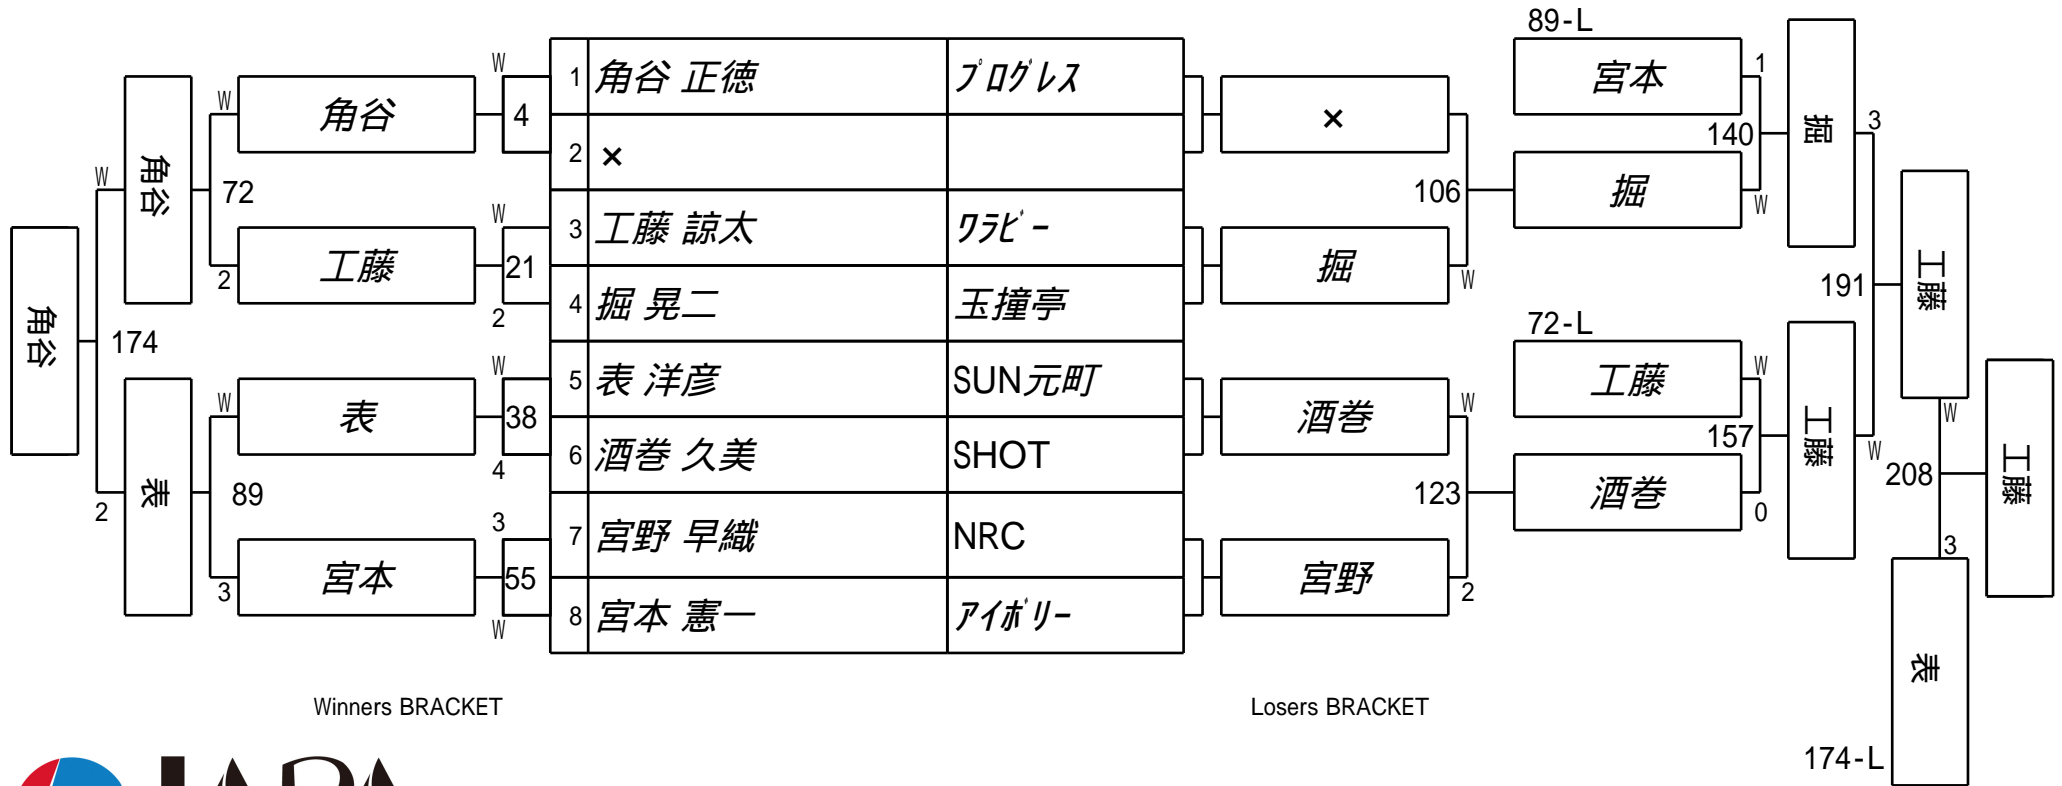 89-L
W
1 角谷 正徳 プログレス
宮本
1
W
角谷
4
×
140
掘
3
角谷
2 ×
W
72
106
掘
W
W
3 工藤 諒太 ワラビー
工藤
21
掘
W
工藤
2
2
4 掘 晃二 玉撞亭
191
角谷
174
72-L
W
5 表 洋彦 SUN元町
工藤
W
W
表
38
酒巻
W
157
工藤
W
工藤
W
4
6 酒巻 久美 SHOT
208
表
2
89
123
酒巻
0
3
7 宮野 早織 NRC
3
宮本
55
宮野
2
3
W
8 宮本 憲一 アイボリー
表
Winners BRACKET
Losers BRACKET
174-L